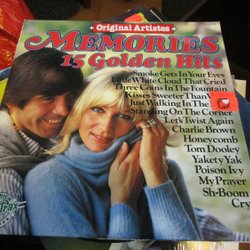 Original Artistes
MEMORIES
15 Golden Hits
Smoke Gets In Your Eyes
Little White Cloud That Cried
Three Coins In The Fountain
Kisses Sweeter Than
Just Walking In The
Standing On The Corner
Let's Twist Again
Charlie Brown
Honeycomb
Tom Dooley
Yakety Yak
Poison Ivy
My Prayer
Sh-Boom
Cry